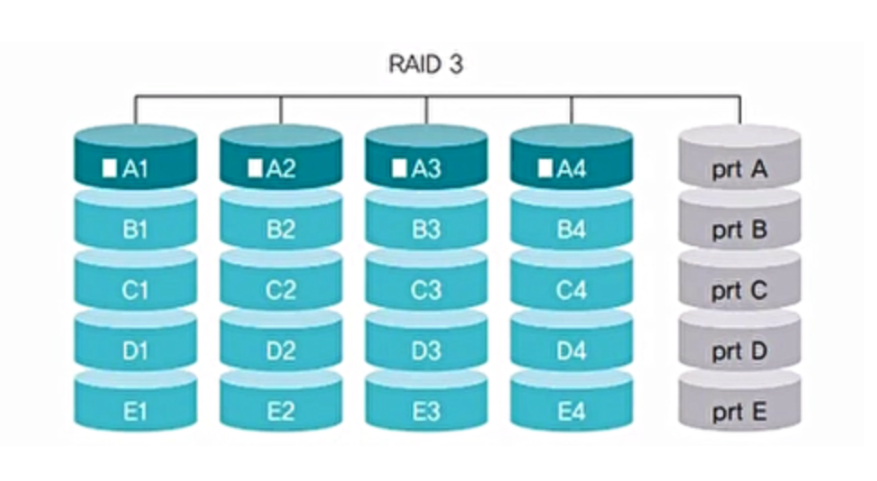 RAID 3
A1 A2 A3 A4 prt A
B1 B2 B3 B4 prt B
C1 C2 C3 C4 prt C
D1 D2 D3 D4 prt D
E1 E2 E3 E4 prt E